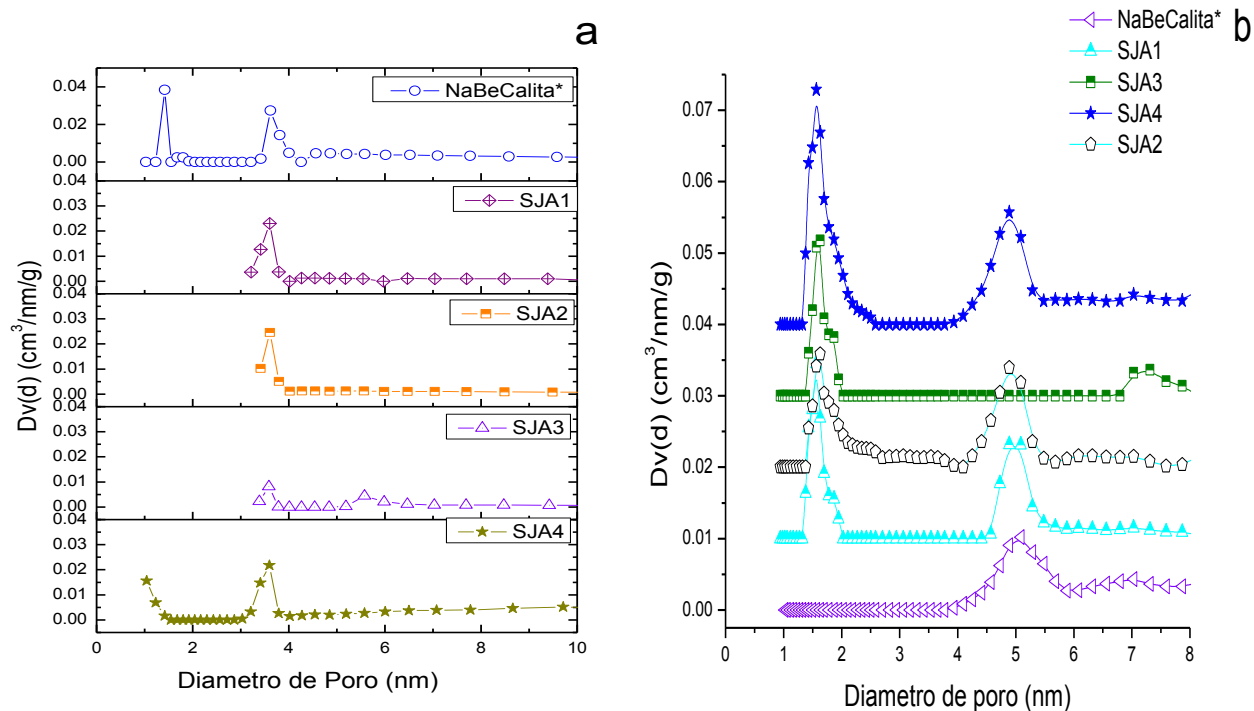 a
NaBeCalita*
SJA1
SJA2
SJA3
SJA4
Dv(d) (cm³/nm/g)
0.04
0.02
0.00
0.04
0.03
0.02
0.01
0.00
0.04
0.03
0.02
0.01
0.00
0.04
0.03
0.02
0.01
0.00
0.04
0.03
0.02
0.01
0.00
0 2 4 6 8 10
Diametro de Poro (nm)
b
NaBeCalita*
SJA1
SJA3
SJA4
SJA2
Dv(d) (cm³/nm/g)
0.07
0.06
0.05
0.04
0.03
0.02
0.01
0.00
1 2 3 4 5 6 7 8
Diametro de poro (nm)